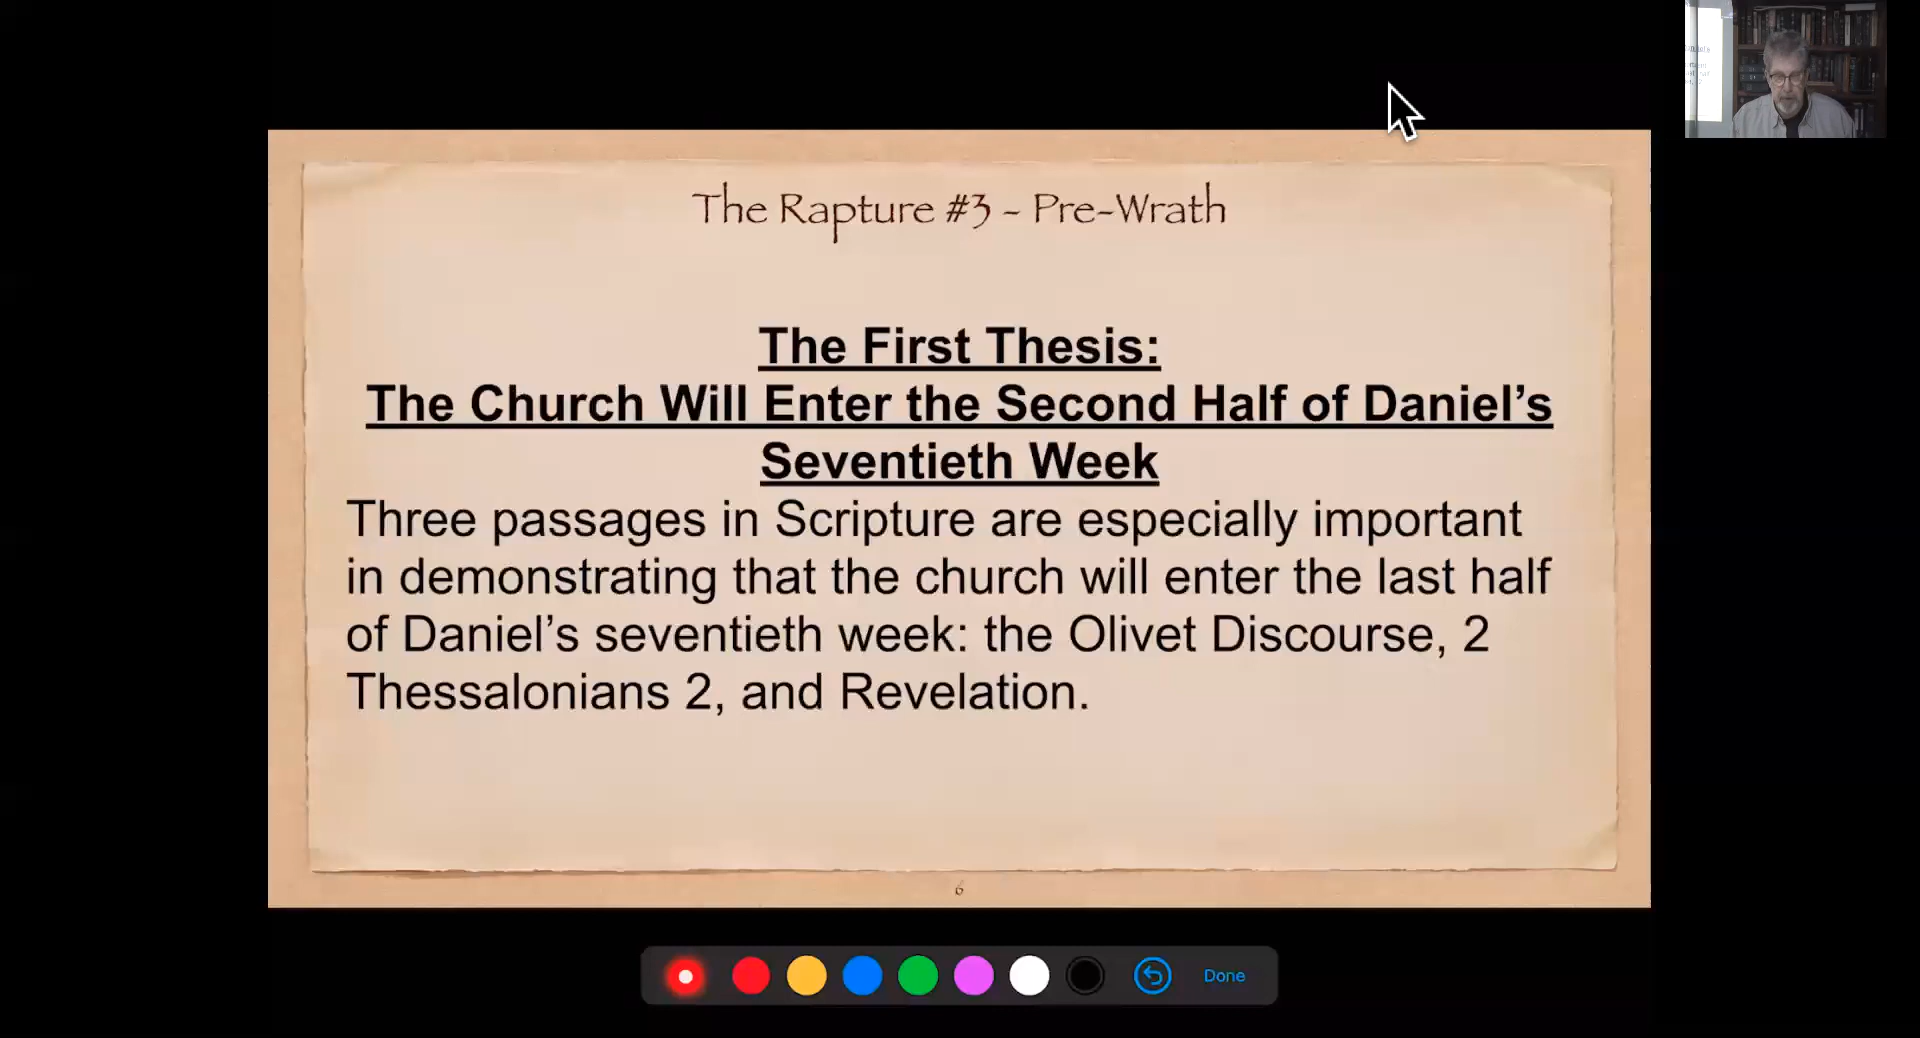 The Rapture #3 - Pre-Wrath
The First Thesis:
The Church Will Enter the Second Half of Daniel’s
Seventieth Week
Three passages in Scripture are especially important
in demonstrating that the church will enter the last half
of Daniel’s seventieth week: the Olivet Discourse, 2
Thessalonians 2, and Revelation.
6
Done